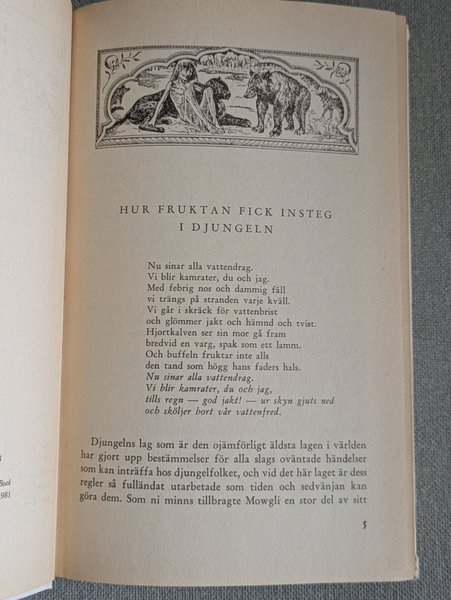 HUR FRUKTAN FICK INSTEG
I DJUNGELN
Nu sinar alla vattendrag.
Vi blir kamrater, du och jag.
Med febrig nos och dammig fäll
vi trängs på stranden varje kväll.
Vi går i skräck för vattenbrist
och glömmer jakt och hämnd och tvist.
Hjortkalven ser sin mor gå fram
bredvid en varg, spak som ett lamm.
Och buffeln fruktar inte alls
den tand som högg hans faders hals.
Nu sinar alla vattendrag.
Vi blir kamrater, du och jag,
tills regn — god jakt! — ur skyn gjuts ned
och sköljer bort vår vattenfred.
Djungelns lag som är den ojämförligt äldsta lagen i världen
har gjort upp bestämmelser för alla slags oväntade händelser
som kan inträffa hos djungelfolket, och vid det här laget är dess
regler så fulländat utarbetade som tiden och sedvänjan kan
göra dem. Som ni minns tillbragte Mowgli en stor del av sitt
5
Book
1981